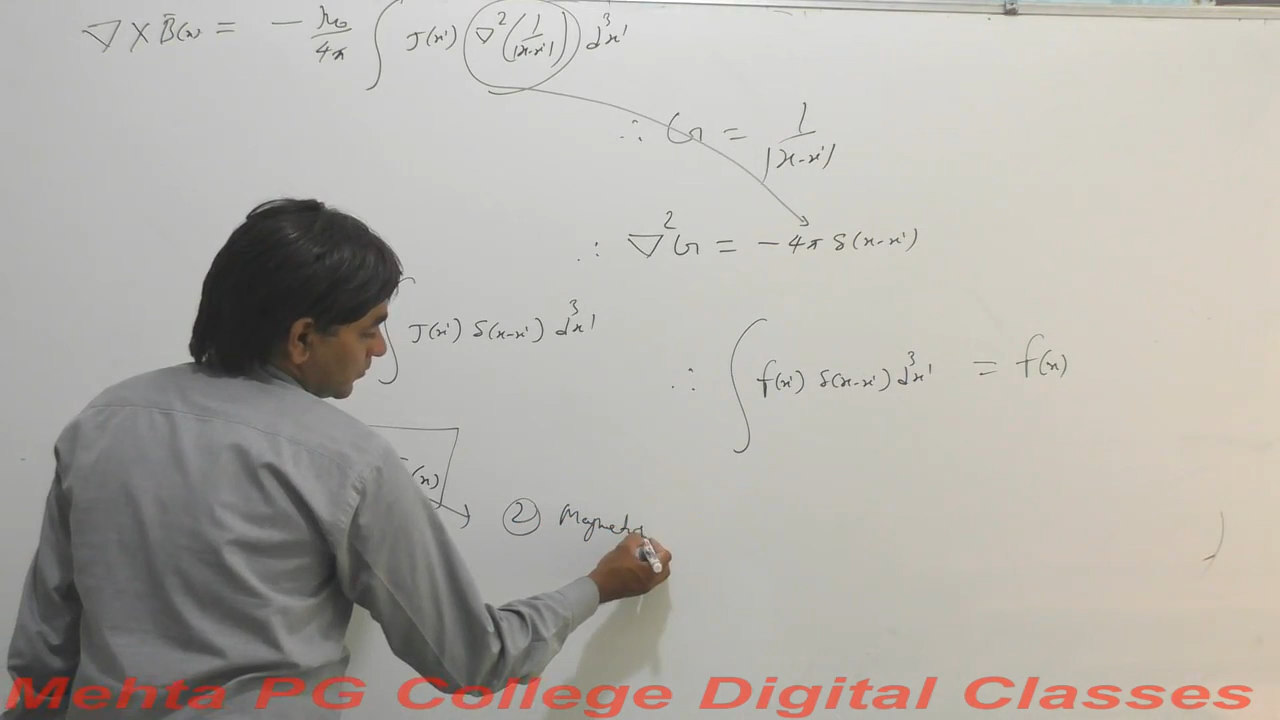 ∇ × B̄(x) = − μ₀/4π ∫ J(x') ∇²(1/|x-x'|) d³x'
∴ G = 1/|x-x'|
∴ ∇²G = −4π δ(x-x')
∫ J(x') δ(x-x') d³x'
∴ ∫ f(x') δ(x-x') d³x' = f(x)
(x)
② Magneto
Mehta PG College Digital Classes